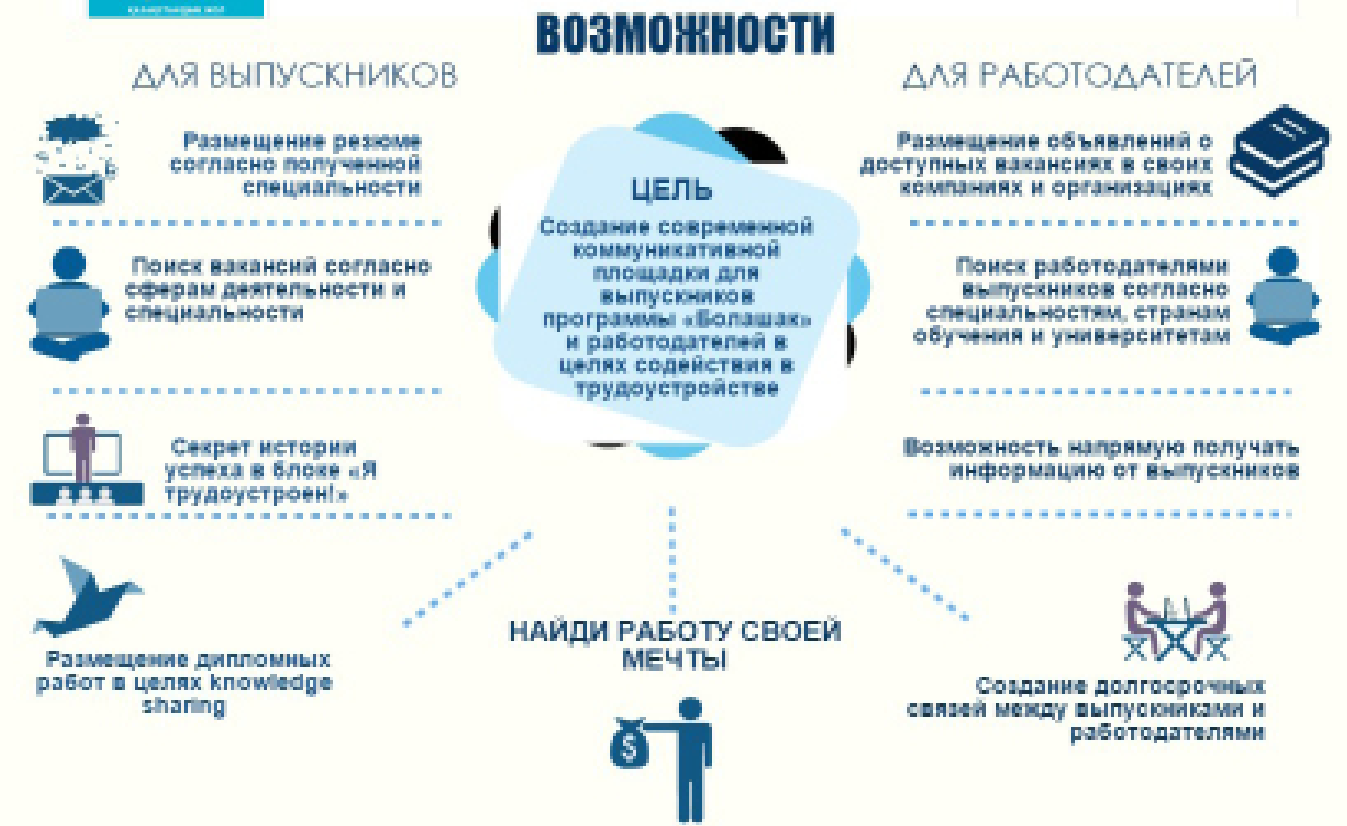 ВОЗМОЖНОСТИ
ДЛЯ ВЫПУСКНИКОВ
Размещение резюме
согласно полученной
специальности
Поиск вакансий согласно
сферам деятельности и
специальности
Секрет истории
успеха в блоке «Я
трудоустроен!»
Размещение дипломных
работ в целях knowledge
sharing
ЦЕЛЬ
Создание современной
коммуникативной
площадки для
выпускников
программы «Болашак»
и работодателей в
целях содействия в
трудоустройстве
НАЙДИ РАБОТУ СВОЕЙ
МЕЧТЫ
$
ДЛЯ РАБОТОДАТЕЛЕЙ
Размещение объявлений о
доступных вакансиях в своих
компаниях и организациях
Поиск работодателями
выпускников согласно
специальностям, странам
обучения и университетам
Возможность напрямую получать
информацию от выпускников
Создание долгосрочных
связей между выпускниками и
работодателями